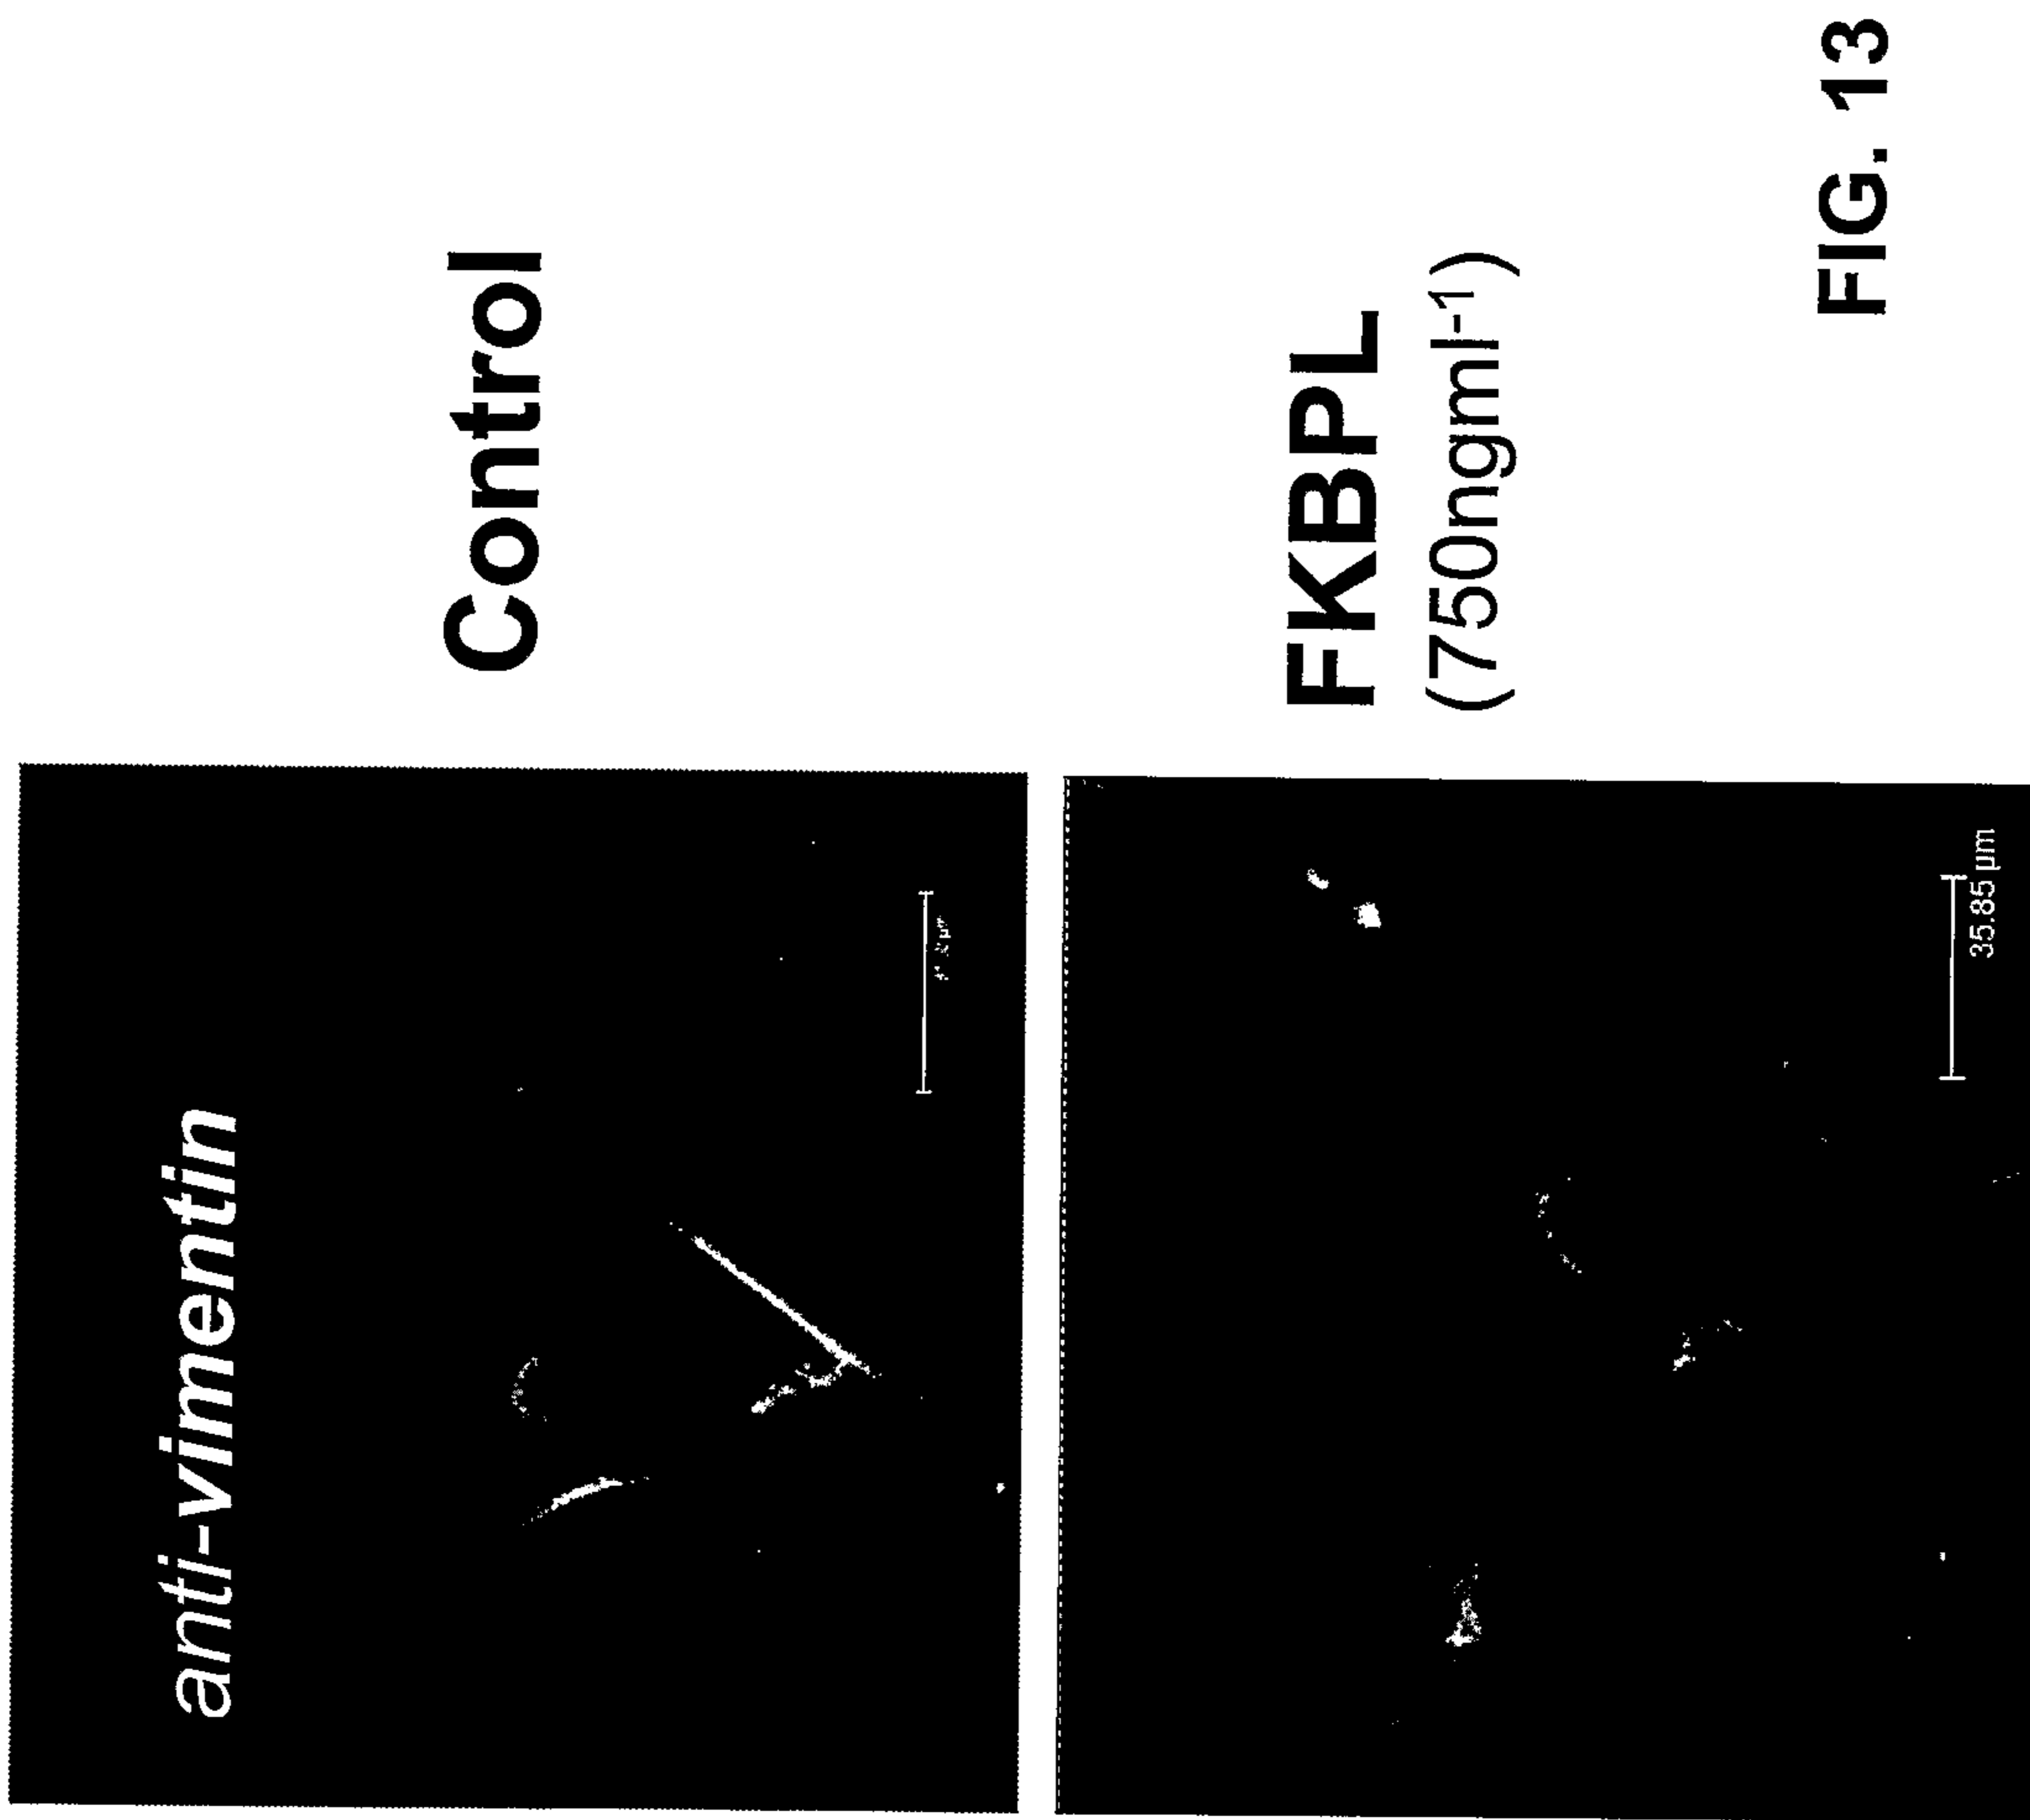 anti-vimentin
Control
FKBPL
(750ngml-1)
35.85 µm
FIG. 13